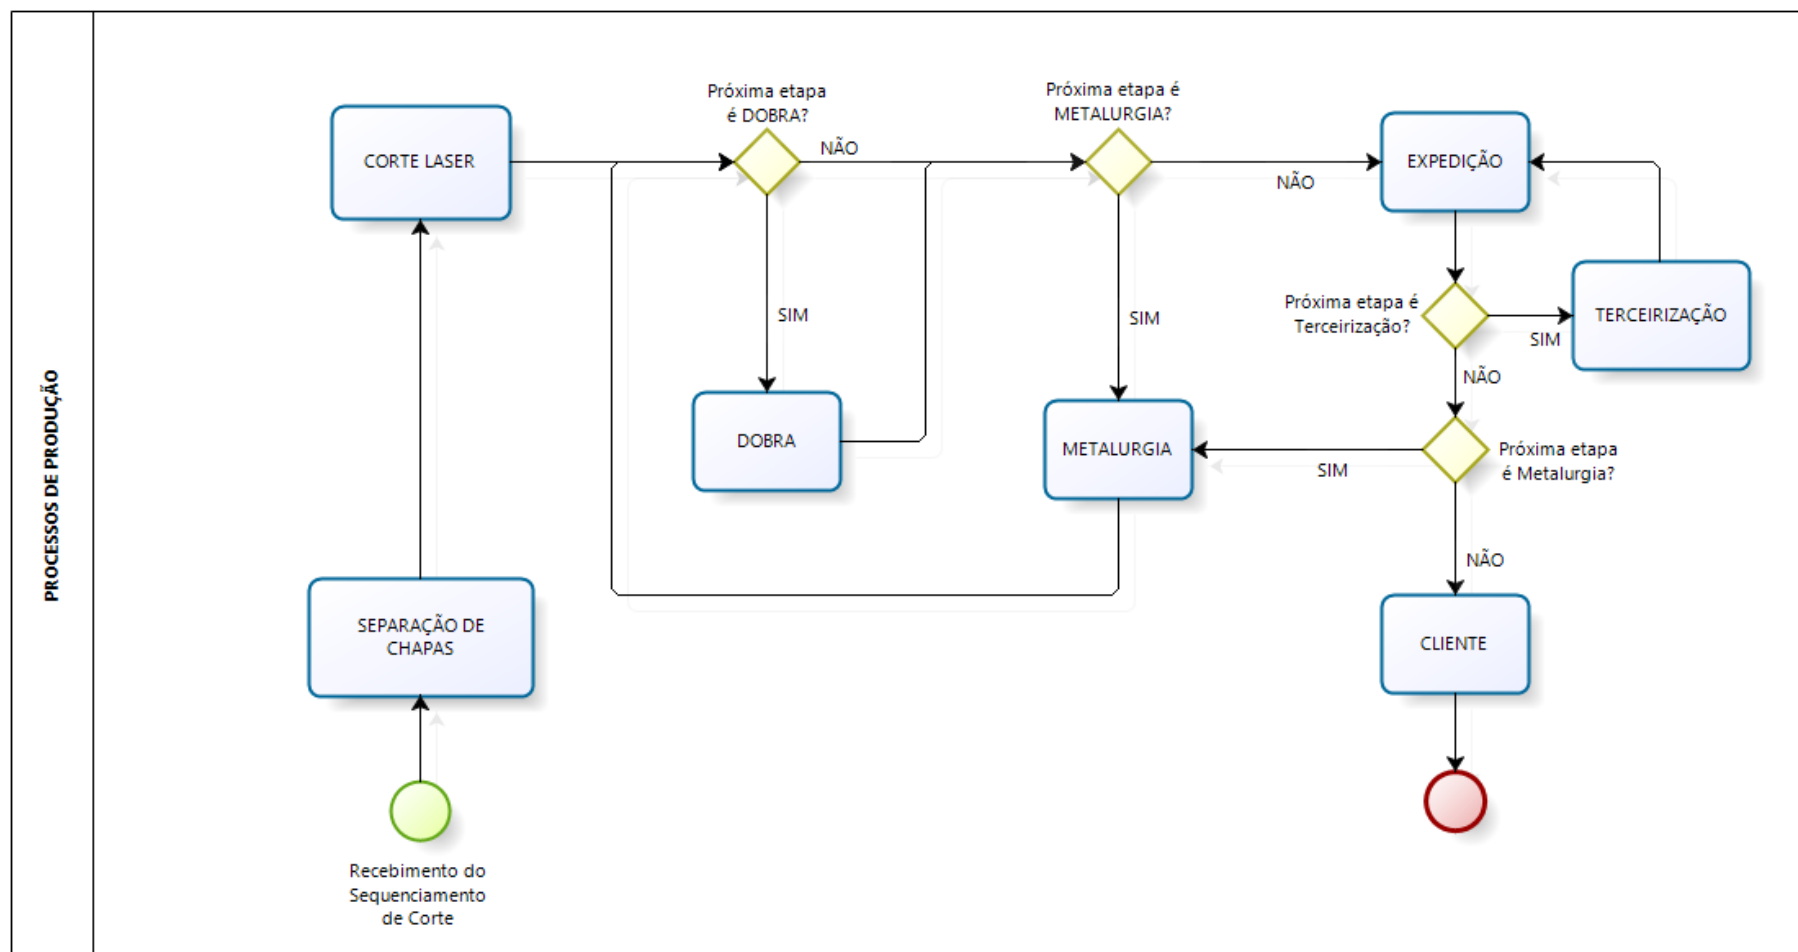 PROCESSOS DE PRODUÇÃO
Próxima etapa
é DOBRA?
Próxima etapa é
METALURGIA?
CORTE LASER
NÃO
NÃO
EXPEDIÇÃO
SIM
SIM
Próxima etapa é
Terceirização?
SIM
TERCEIRIZAÇÃO
NÃO
DOBRA
METALURGIA
SIM
Próxima etapa
é Metalurgia?
NÃO
SEPARAÇÃO DE
CHAPAS
CLIENTE
Recebimento do
Sequenciamento
de Corte